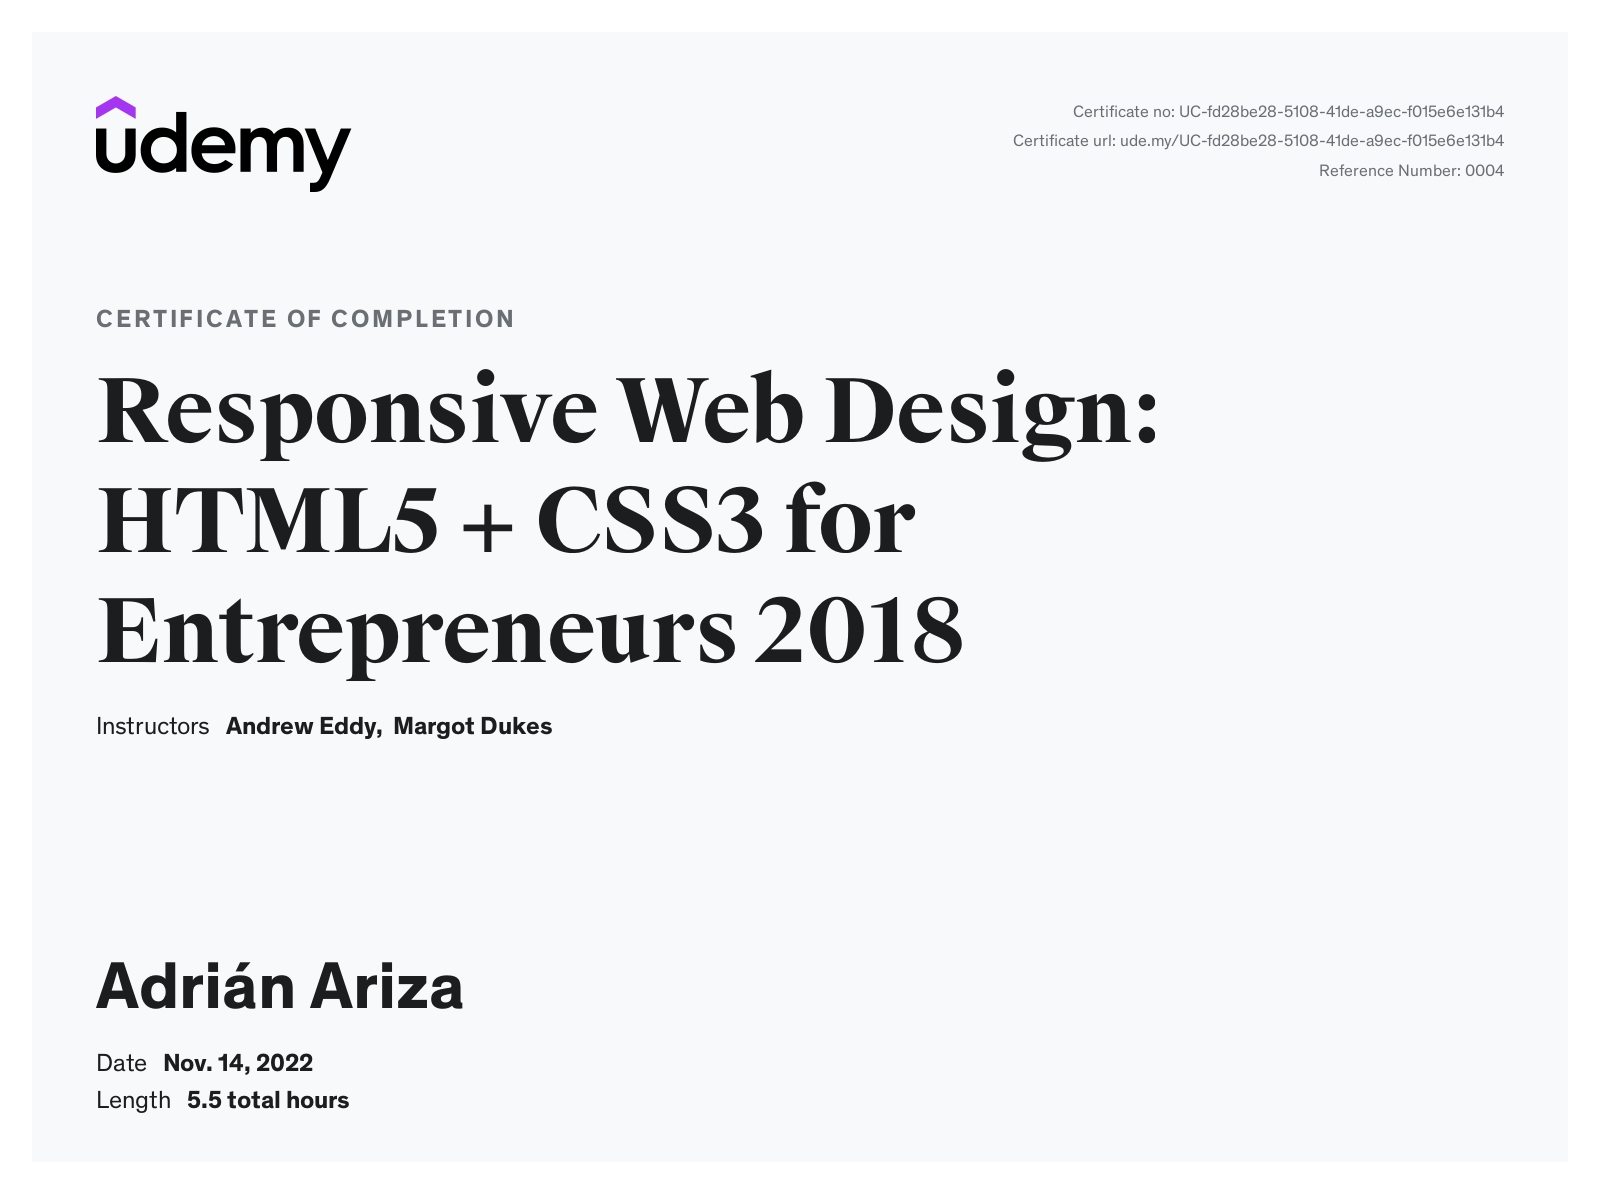 udemy
Certificate no: UC-fd28be28-5108-41de-a9ec-f015e6e131b4
Certificate url: ude.my/UC-fd28be28-5108-41de-a9ec-f015e6e131b4
Reference Number: 0004
CERTIFICATE OF COMPLETION
Responsive Web Design:
HTML5 + CSS3 for
Entrepreneurs 2018
Instructors Andrew Eddy, Margot Dukes
Adrián Ariza
Date Nov. 14, 2022
Length 5.5 total hours